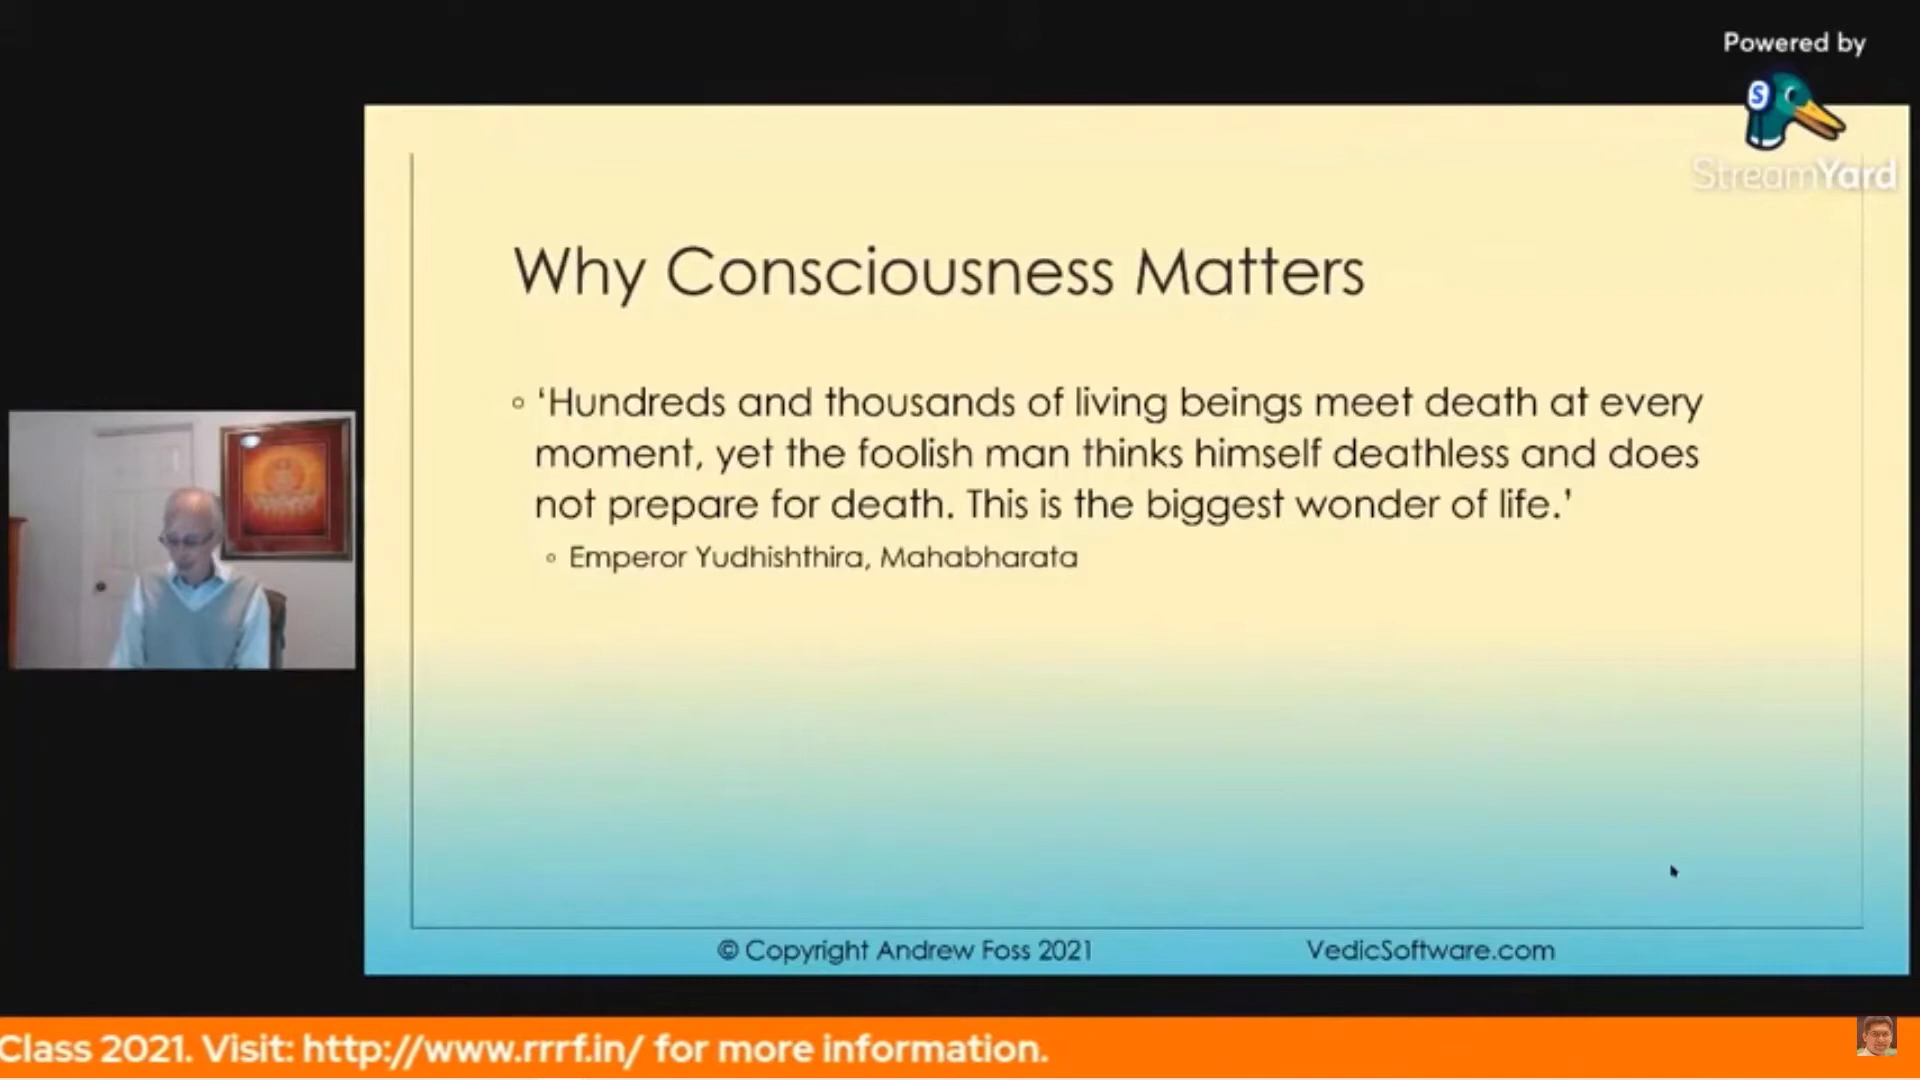 Powered by
StreamYard
Why Consciousness Matters
◦ ‘Hundreds and thousands of living beings meet death at every
moment, yet the foolish man thinks himself deathless and does
not prepare for death. This is the biggest wonder of life.’
◦ Emperor Yudhishthira, Mahabharata
© Copyright Andrew Foss 2021
VedicSoftware.com
Class 2021. Visit: http://www.rrrf.in/ for more information.